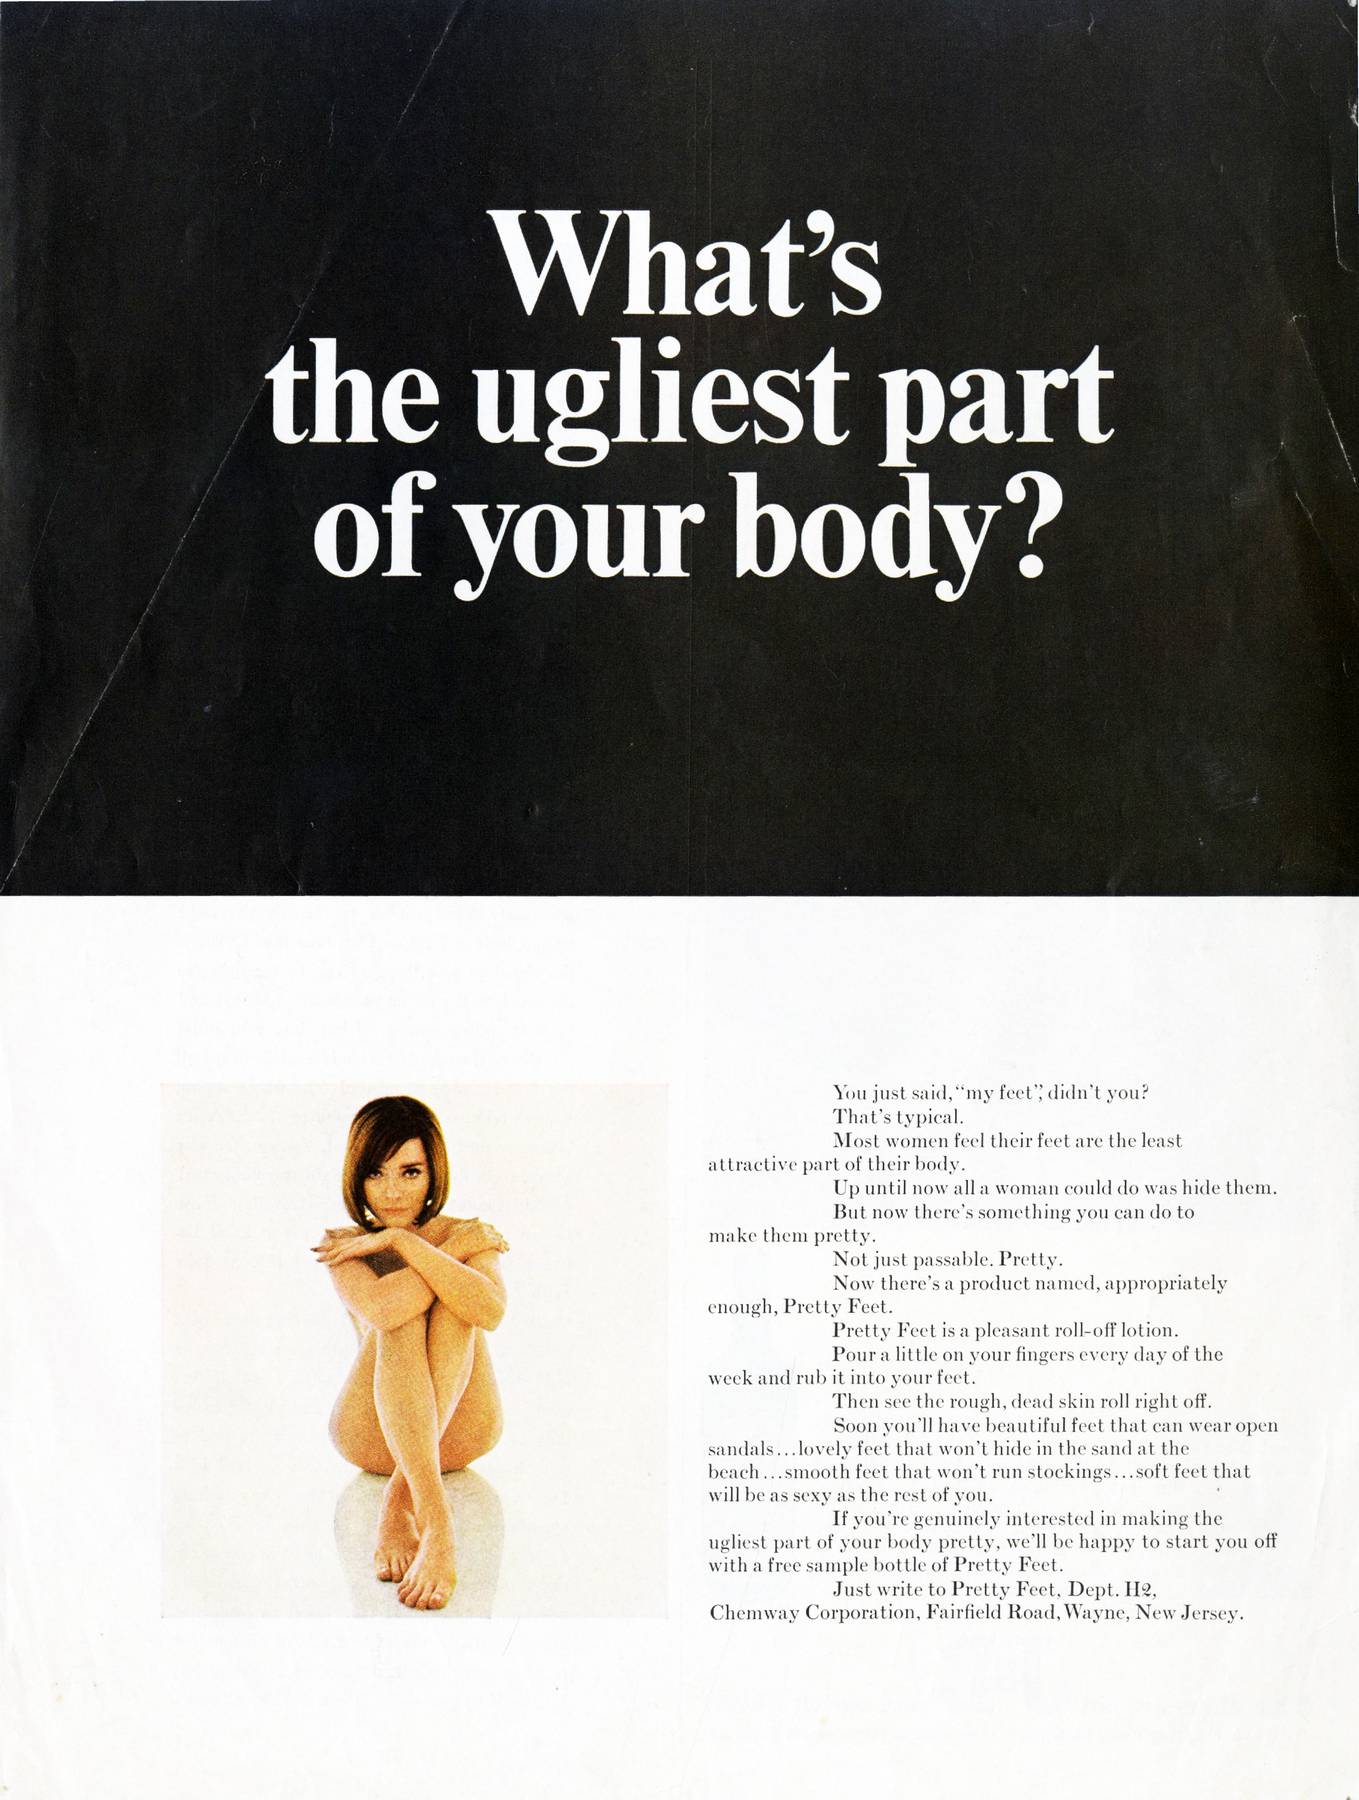 What's
the ugliest part
of your body?
You just said, “my feet”, didn't you?
That's typical.
Most women feel their feet are the least
attractive part of their body.
Up until now all a woman could do was hide them.
But now there's something you can do to
make them pretty.
Not just passable. Pretty.
Now there's a product named, appropriately
enough, Pretty Feet.
Pretty Feet is a pleasant roll-off lotion.
Pour a little on your fingers every day of the
week and rub it into your feet.
Then see the rough, dead skin roll right off.
Soon you'll have beautiful feet that can wear open
sandals...lovely feet that won't hide in the sand at the
beach...smooth feet that won't run stockings...soft feet that
will be as sexy as the rest of you.
If you're genuinely interested in making the
ugliest part of your body pretty, we'll be happy to start you off
with a free sample bottle of Pretty Feet.
Just write to Pretty Feet, Dept. H2,
Chemway Corporation, Fairfield Road, Wayne, New Jersey.